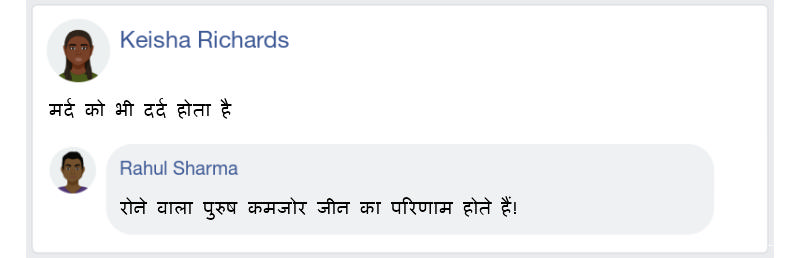 Keisha Richards
मर्द को भी दर्द होता है
Rahul Sharma
रोने वाला पुरुष कमजोर जीन का परिणाम होते हैं!